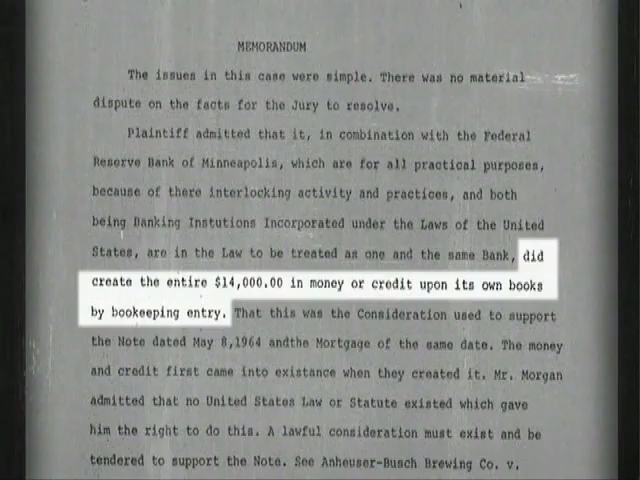 MEMORANDUM
The issues in this case were simple. There was no material
dispute on the facts for the Jury to resolve.
Plaintiff admitted that it, in combination with the Federal
Reserve Bank of Minneapolis, which are for all practical purposes,
because of there interlocking activity and practices, and both
being Banking Instutions Incorporated under the Laws of the United
States, are in the Law to be treated as one and the same Bank, did
create the entire $14,000.00 in money or credit upon its own books
by bookeeping entry. That this was the Consideration used to support
the Note dated May 8,1964 andthe Mortgage of the same date. The money
and credit first came into existance when they created it. Mr. Morgan
admitted that no United States Law or Statute existed which gave
him the right to do this. A lawful consideration must exist and be
tendered to support the Note. See Anheuser-Busch Brewing Co. v.